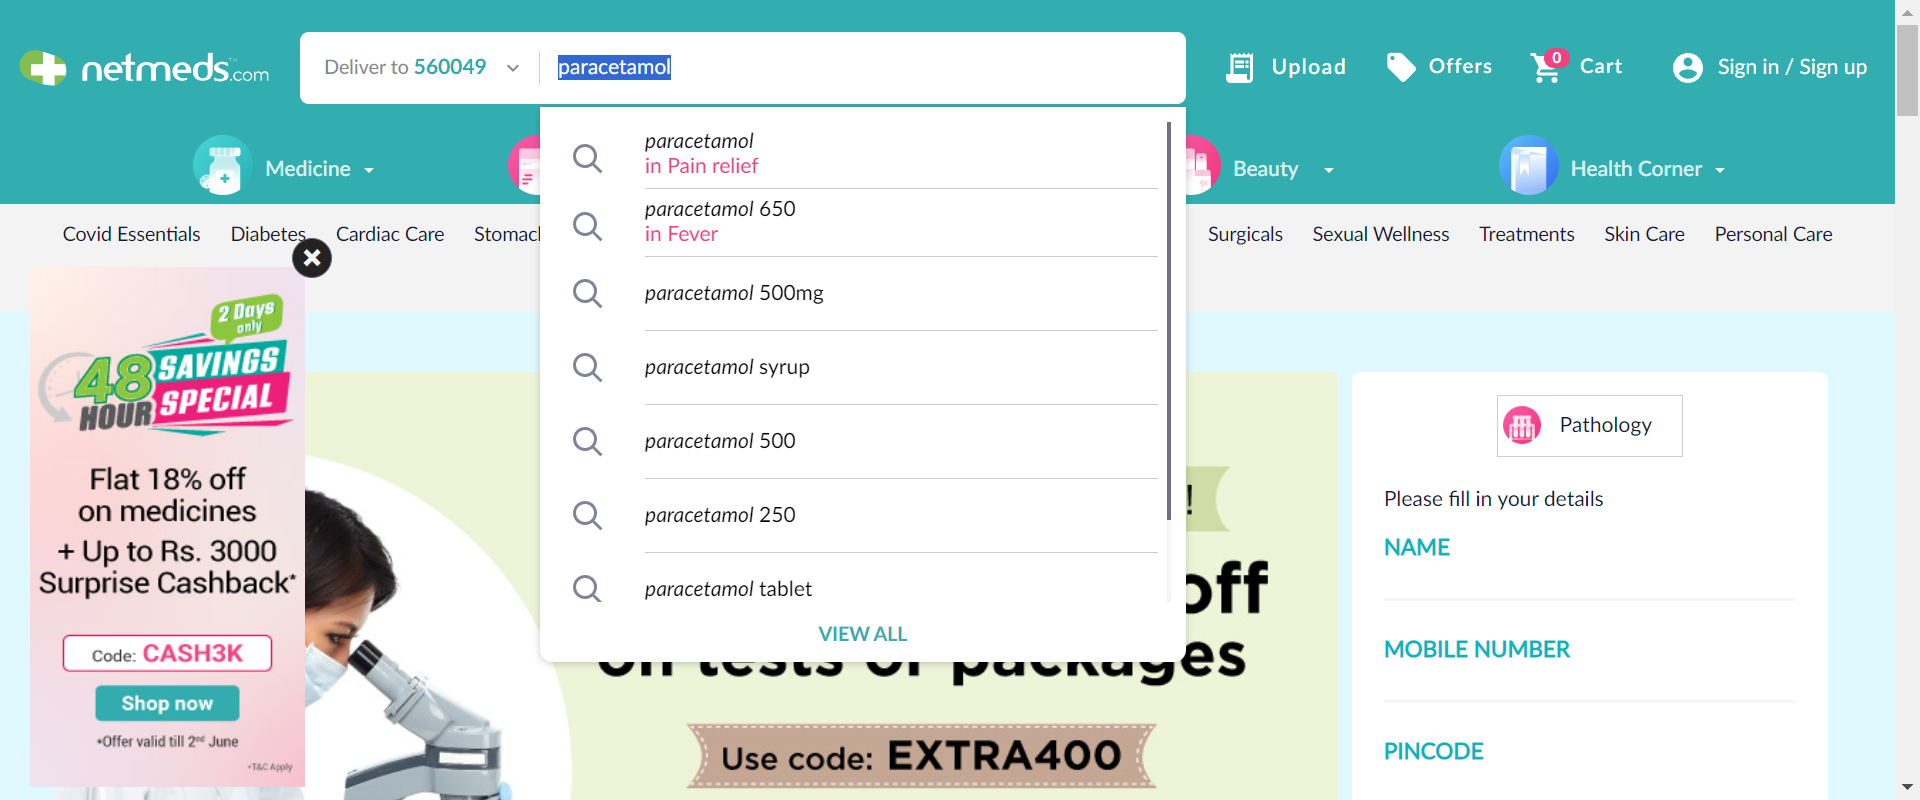 netmeds.com
Deliver to 560049
paracetamol
Upload
Offers
0
Cart
Sign in / Sign up
Medicine
Beauty
Health Corner
Covid Essentials
Diabetes
Cardiac Care
Surgicals
Sexual Wellness
Treatments
Skin Care
Personal Care
paracetamol
in Pain relief
paracetamol 650
in Fever
paracetamol 500mg
paracetamol syrup
paracetamol 500
paracetamol 250
paracetamol tablet
VIEW ALL
2 Days
only
48 SAVINGS
HOUR SPECIAL
Flat 18% off
on medicines
+ Up to Rs. 3000
Surprise Cashback*
Code: CASH3K
Shop now
*Offer valid till 2nd June
*T&C Apply
!
off
on tests or packages
Use code: EXTRA400
Pathology
Please fill in your details
NAME
MOBILE NUMBER
PINCODE